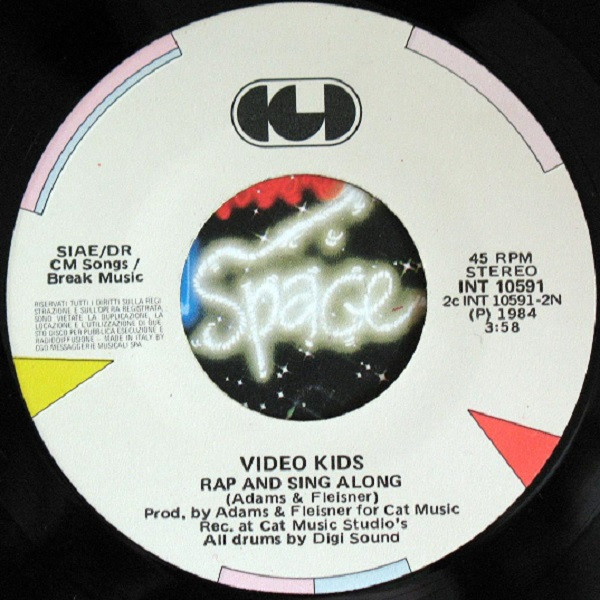 CGD
SIAE/DR
CM Songs /
Break Music
RISERVATI TUTTI I DIRITTI SULLA REGI
STRAZIONE E SULL'OPERA REGISTRATA.
SONO VIETATE LA DUPLICAZIONE, LA
LOCAZIONE E L'UTILIZZAZIONE DI QUE
STO DISCO PER PUBBLICA ESECUZIONE E
RADIODIFFUSIONE - MADE IN ITALY BY
CGD MESSAGGERIE MUSICALI SPA.
Space
45 RPM
STEREO
INT 10591
2c INT 10591-2N
(P) 1984
3:58
VIDEO KIDS
RAP AND SING ALONG
(Adams & Fleisner)
Prod. by Adams & Fleisner for Cat Music
Rec. at Cat Music Studio's
All drums by Digi Sound